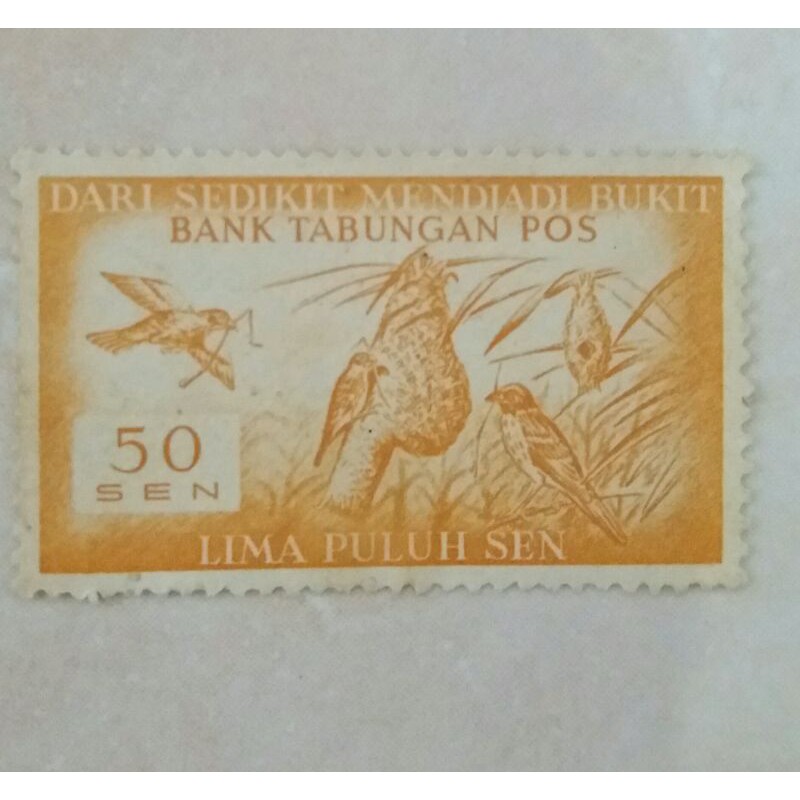 DARI SEDIKIT MENDJADI BUKIT
BANK TABUNGAN POS
50
SEN
LIMA PULUH SEN